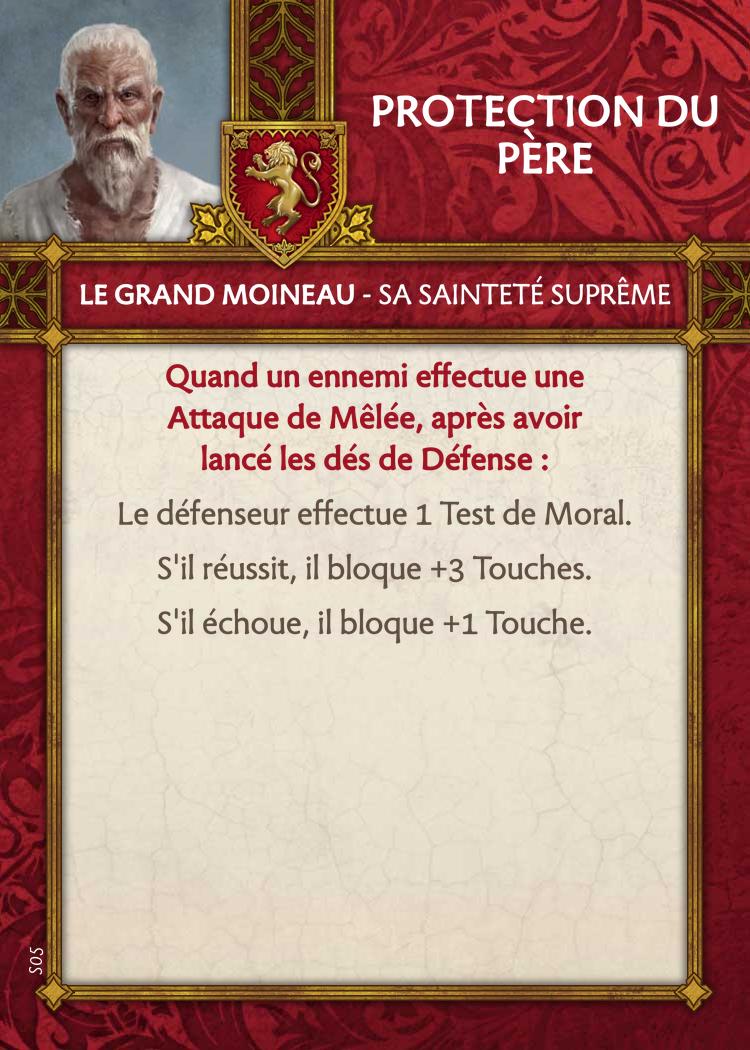 PROTECTION DU
PÈRE
LE GRAND MOINEAU - SA SAINTETÉ SUPRÊME
Quand un ennemi effectue une
Attaque de Mêlée, après avoir
lancé les dés de Défense :
Le défenseur effectue 1 Test de Moral.
S'il réussit, il bloque +3 Touches.
S'il échoue, il bloque +1 Touche.
S05